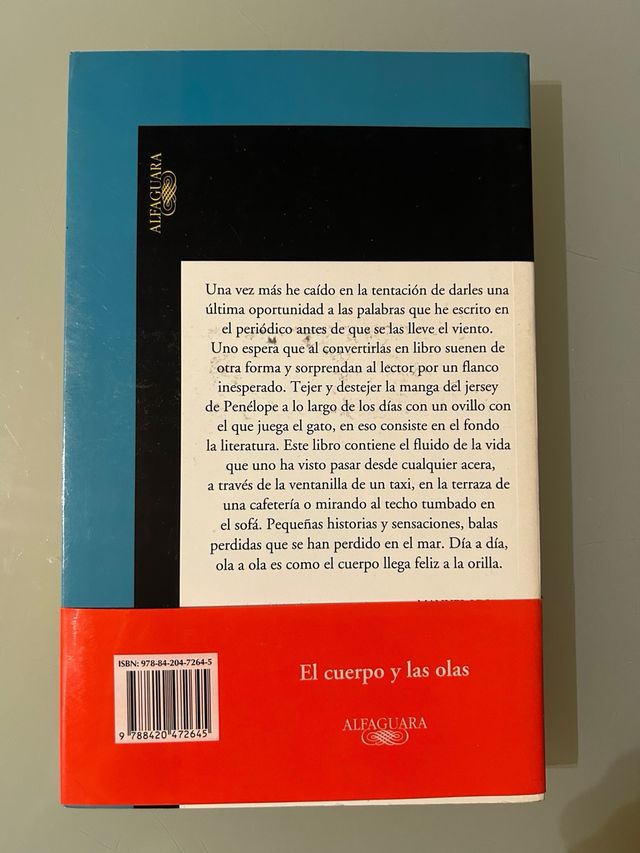 ALFAGUARA
Una vez más he caído en la tentación de darles una
última oportunidad a las palabras que he escrito en
el periódico antes de que se las lleve el viento.
Uno espera que al convertirlas en libro suenen de
otra forma y sorprendan al lector por un flanco
inesperado. Tejer y destejer la manga del jersey
de Penélope a lo largo de los días con un ovillo con
el que juega el gato, en eso consiste en el fondo
la literatura. Este libro contiene el fluido de la vida
que uno ha visto pasar desde cualquier acera,
a través de la ventanilla de un taxi, en la terraza de
una cafetería o mirando al techo tumbado en
el sofá. Pequeñas historias y sensaciones, balas
perdidas que se han perdido en el mar. Día a día,
ola a ola es como el cuerpo llega feliz a la orilla.
ISBN: 978-84-204-7264-5
9 788420 472645
El cuerpo y las olas
ALFAGUARA